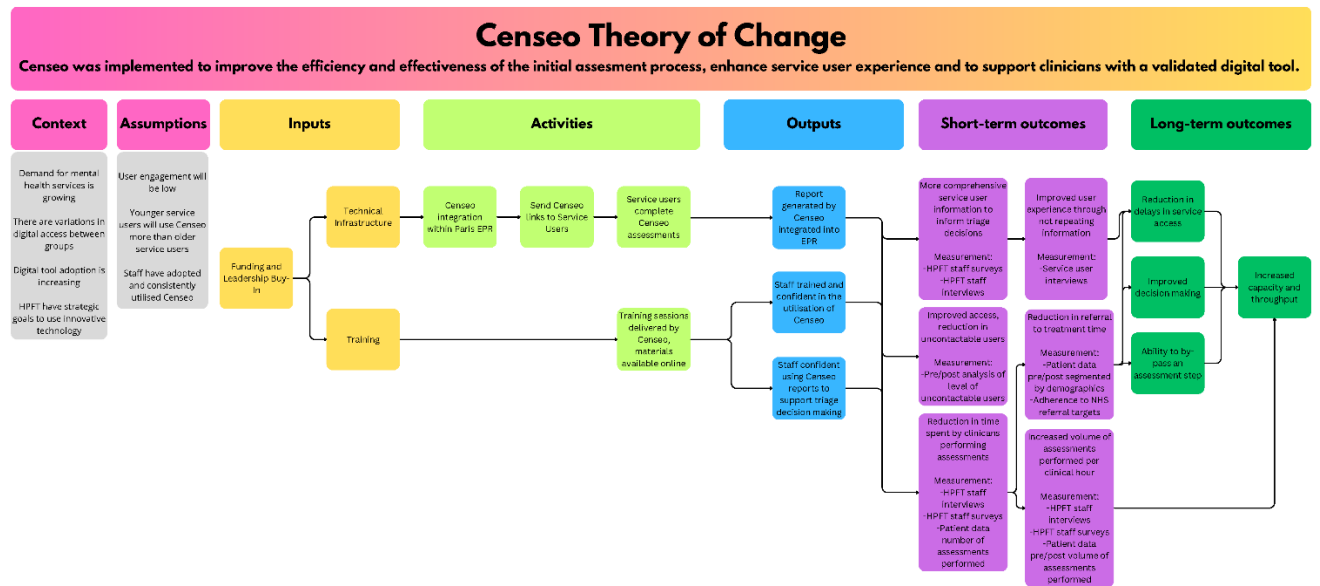 Censeo Theory of Change
Censeo was implemented to improve the efficiency and effectiveness of the initial assesment process, enhance service user experience and to support clinicians with a validated digital tool.
Context
Assumptions
Inputs
Activities
Outputs
Short-term outcomes
Long-term outcomes
Demand for mental
health services is
growing
There are variations in
digital access between
groups
Digital tool adoption is
increasing
HPFT have strategic
goals to use innovative
technology
User engagement will
be low
Younger service
users will use Censeo
more than older
service users
Staff have adopted
and consistently
utilised Censeo
Funding and
Leadership Buy-
In
Technical
Infrastructure
Training
Censeo
integration
within Paris EPR
Send Censeo
links to Service
Users
Service users
complete
Censeo
assessments
Training sessions
delivered by
Censeo,
materials
available online
Report
generated by
Censeo
integrated into
EPR
Staff trained and
confident in the
utilisation of
Censeo
Staff confident
using Censeo
reports to
support triage
decision making
More comprehensive
service user
information to
inform triage
decisions
Measurement:
-HPFT staff surveys
-HPFT staff
interviews
Improved access,
reduction in
uncontactable users
Measurement:
-Pre/post analysis of
level of
uncontactable users
Reduction in time
spent by clinicans
performing
assessments
Measurement:
-HPFT staff
interviews
-HPFT staff surveys
-Patient data
number of
assessments
performed
Improved user
experience through
not repeating
information
Measurement:
-Service user
interviews
Reduction in referral
to treatment time
Measurement:
-Patient data
pre/post segmented
by demographics
-Adherence to NHS
referral targets
Increased volume of
assessments
performed per
clinical hour
Measurement:
-HPFT staff
interviews
-HPFT staff surveys
-Patient data
pre/post volume of
assessments
performed
Reduction in
delays in service
access
Improved
decision making
Ability to by-
pass an
assessment step
Increased
capacity and
throughput